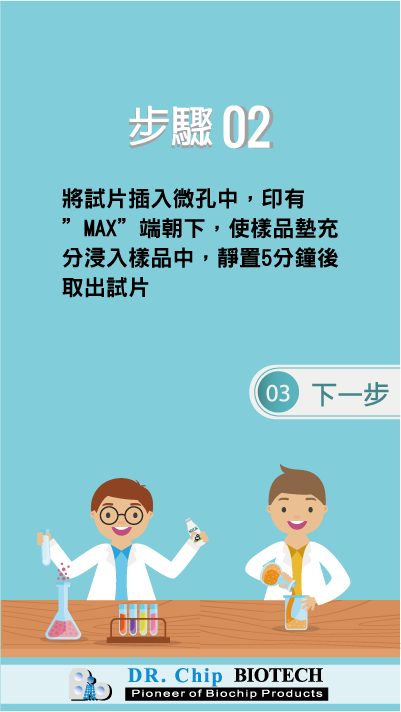 步驟 02
將試片插入微孔中，印有
”MAX”端朝下，使樣品墊充
分浸入樣品中，靜置5分鐘後
取出試片
03 下一步
DR. Chip BIOTECH
Pioneer of Biochip Products